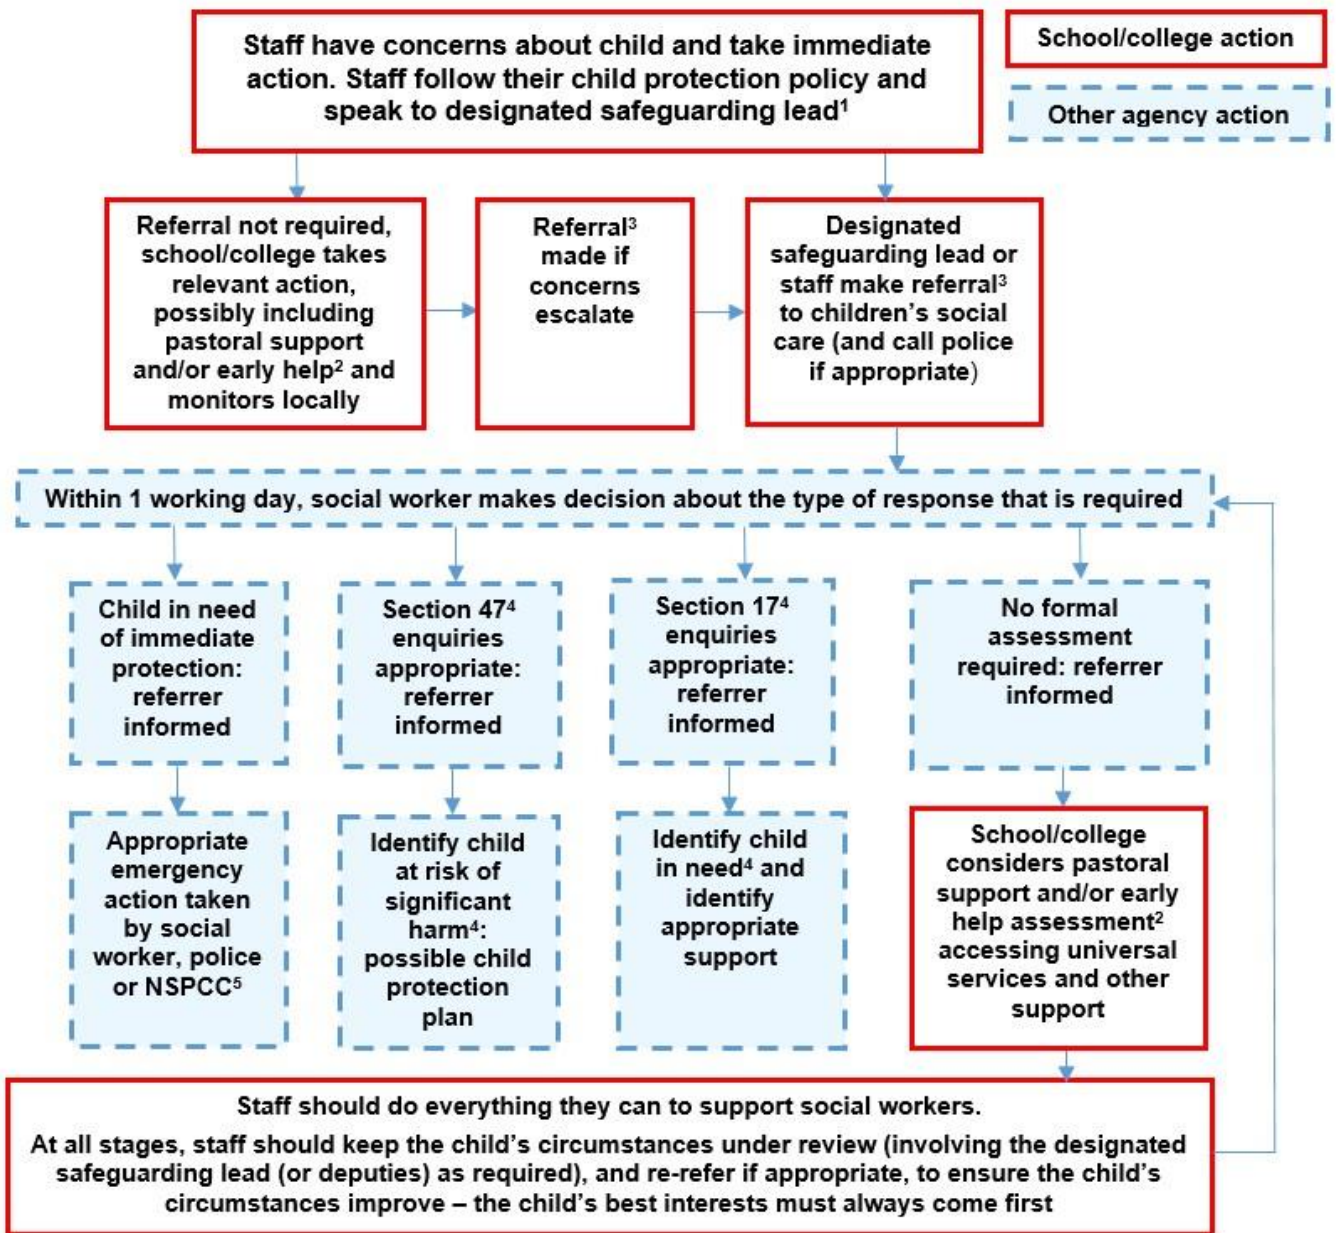 Staff have concerns about child and take immediate
action. Staff follow their child protection policy and
speak to designated safeguarding lead¹
School/college action
Other agency action
Referral not required,
school/college takes
relevant action,
possibly including
pastoral support
and/or early help² and
monitors locally
Referral³
made if
concerns
escalate
Designated
safeguarding lead or
staff make referral³
to children’s social
care (and call police
if appropriate)
Within 1 working day, social worker makes decision about the type of response that is required
Child in need
of immediate
protection:
referrer
informed
Section 47⁴
enquiries
appropriate:
referrer
informed
Section 17⁴
enquiries
appropriate:
referrer
informed
No formal
assessment
required: referrer
informed
Appropriate
emergency
action taken
by social
worker, police
or NSPCC⁵
Identify child
at risk of
significant
harm⁴:
possible child
protection
plan
Identify child
in need⁴ and
identify
appropriate
support
School/college
considers pastoral
support and/or early
help assessment²
accessing universal
services and other
support
Staff should do everything they can to support social workers.
At all stages, staff should keep the child’s circumstances under review (involving the designated
safeguarding lead (or deputies) as required), and re-refer if appropriate, to ensure the child’s
circumstances improve – the child’s best interests must always come first